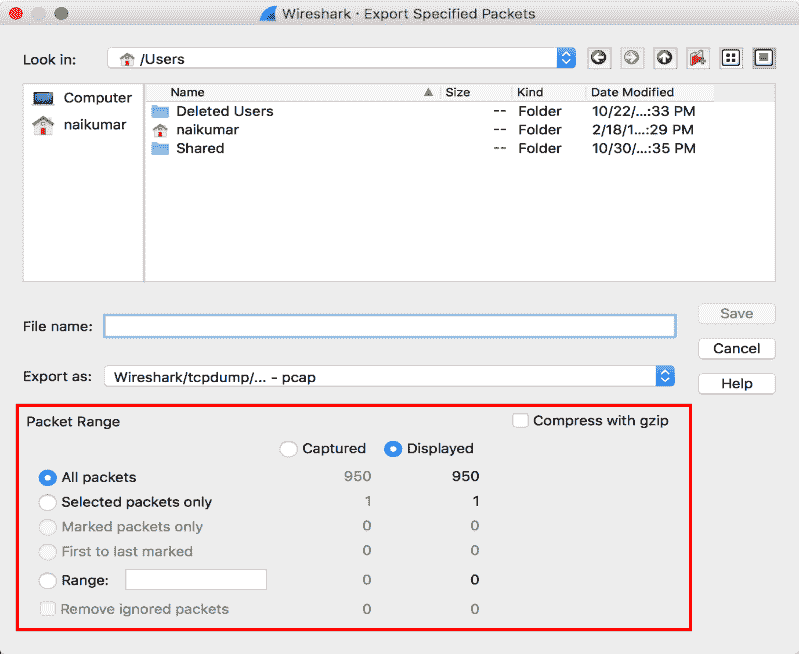 Wireshark · Export Specified Packets
Look in: /Users
Computer
naikumar
Name Size Kind Date Modified
Deleted Users -- Folder 10/22/...:33 PM
naikumar -- Folder 2/18/1...:29 PM
Shared -- Folder 10/30/...:35 PM
File name:
Save
Cancel
Export as: Wireshark/tcpdump/... - pcap
Help
Packet Range
Compress with gzip
Captured Displayed
All packets 950 950
Selected packets only 1 1
Marked packets only 0 0
First to last marked 0 0
Range: 0 0
Remove ignored packets 0 0